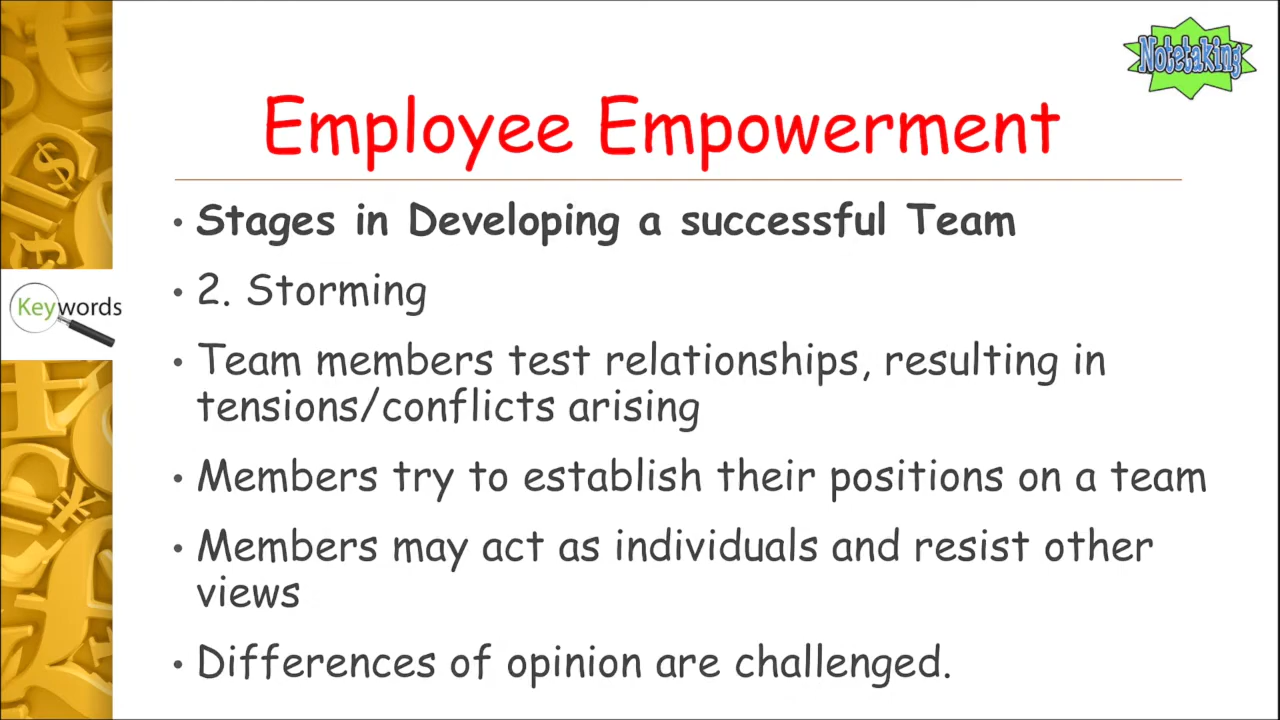 Notetaking
Employee Empowerment
• Stages in Developing a successful Team
• 2. Storming
Keywords
• Team members test relationships, resulting in
tensions/conflicts arising
• Members try to establish their positions on a team
• Members may act as individuals and resist other
views
• Differences of opinion are challenged.